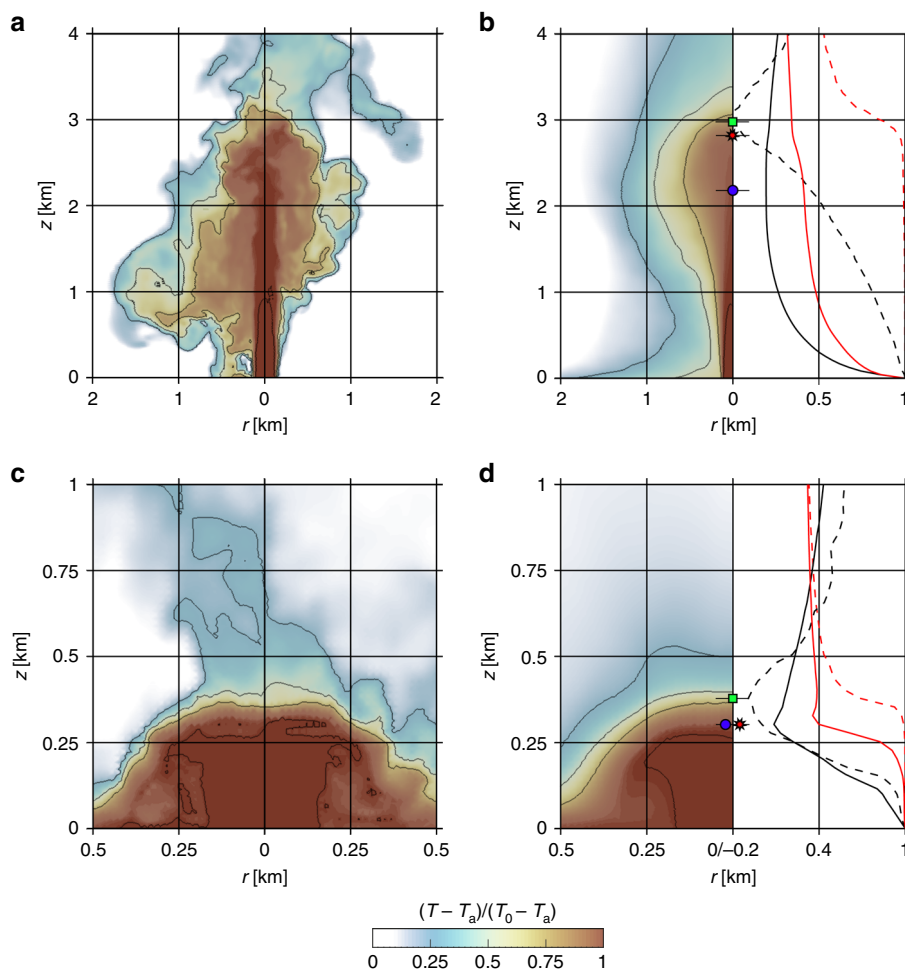 a
b
4
3
2
1
0
z [km]
2 1 0 1 2
r [km]
4
3
2
1
0
z [km]
2 1 0 0.5 1
r [km]
c
d
1
0.75
0.5
0.25
0
z [km]
0.5 0.25 0 0.25 0.5
r [km]
1
0.75
0.5
0.25
0
z [km]
0.5 0.25 0/–0.2 0.4 1
r [km]
(T – Ta)/(T0 – Ta)
0 0.25 0.5 0.75 1